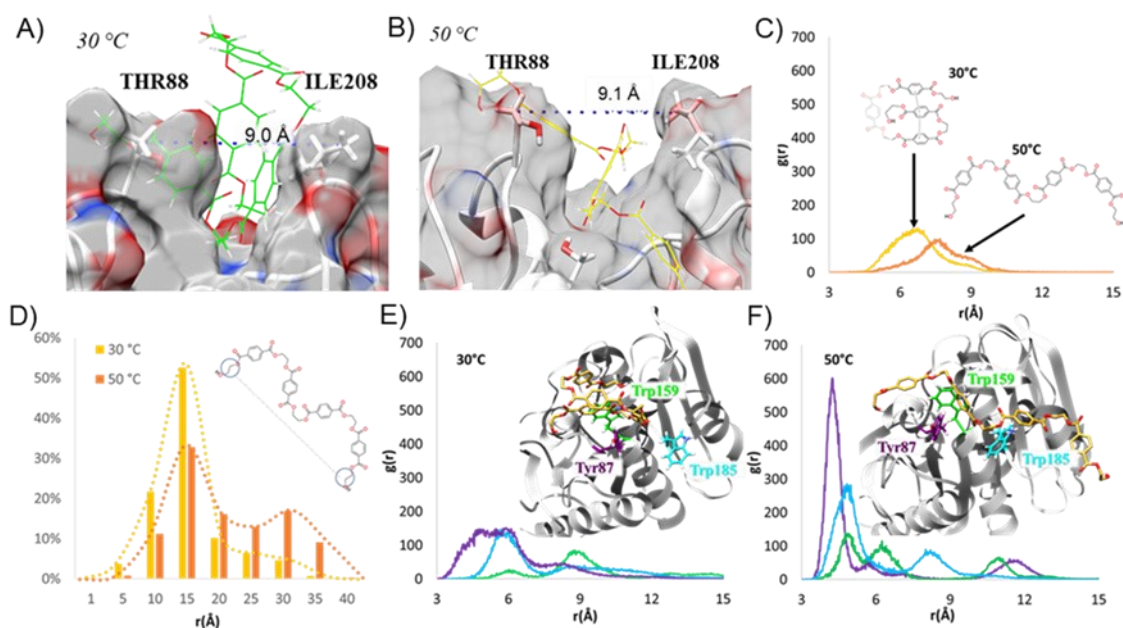 A)
30 °C
THR88
ILE208
9.0 Å
B)
50 °C
THR88
ILE208
9.1 Å
C)
700
600
500
400
300
200
100
0
g(r)
30°C
50°C
3
6
9
12
15
r(Å)
D)
60%
50%
40%
30%
20%
10%
0%
30 °C
50 °C
1
5
10
15
20
25
30
35
40
r(Å)
E)
30°C
700
600
500
400
300
200
100
0
g(r)
Trp159
Tyr87
Trp185
3
6
9
12
15
r(Å)
F)
50°C
700
600
500
400
300
200
100
0
g(r)
Trp159
Tyr87
Trp185
3
6
9
12
15
r(Å)